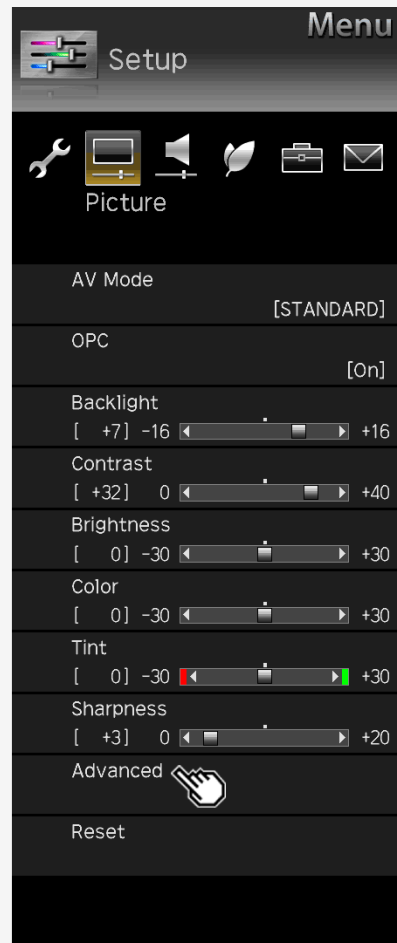 Menu
Setup
Picture
AV Mode
[STANDARD]
OPC
[On]
Backlight
[ +7] -16 +16
Contrast
[ +32] 0 +40
Brightness
[ 0] -30 +30
Color
[ 0] -30 +30
Tint
[ 0] -30 +30
Sharpness
[ +3] 0 +20
Advanced
Reset